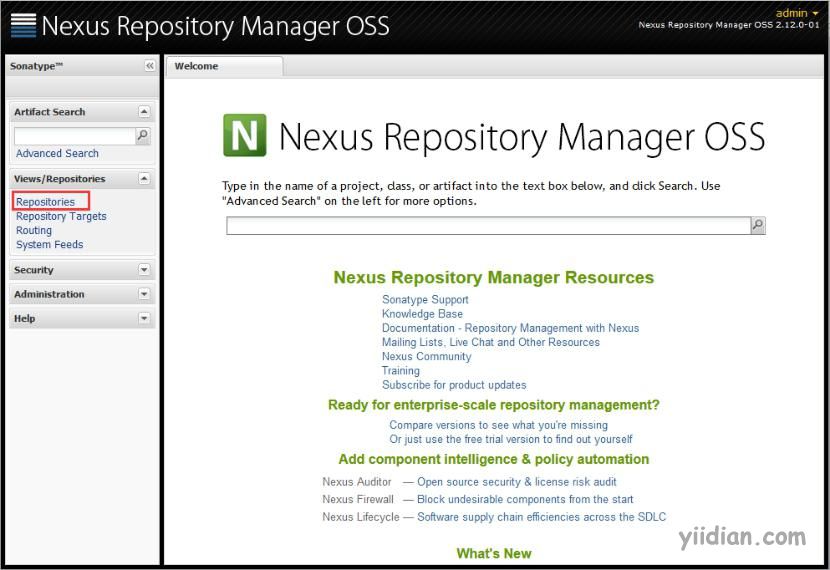 Nexus Repository Manager OSS
admin
Nexus Repository Manager OSS 2.12.0-01
Sonatype™
Welcome
Artifact Search
Advanced Search
Views/Repositories
Repositories
Repository Targets
Routing
System Feeds
Security
Administration
Help
N Nexus Repository Manager OSS
Type in the name of a project, class, or artifact into the text box below, and click Search. Use
"Advanced Search" on the left for more options.
Nexus Repository Manager Resources
Sonatype Support
Knowledge Base
Documentation - Repository Management with Nexus
Mailing Lists, Live Chat and Other Resources
Nexus Community
Training
Subscribe for product updates
Ready for enterprise-scale repository management?
Compare versions to see what you're missing
Or just use the free trial version to find out yourself
Add component intelligence & policy automation
Nexus Auditor — Open source security & license risk audit
Nexus Firewall — Block undesirable components from the start
Nexus Lifecycle — Software supply chain efficiencies across the SDLC
What's New
yiidian.com